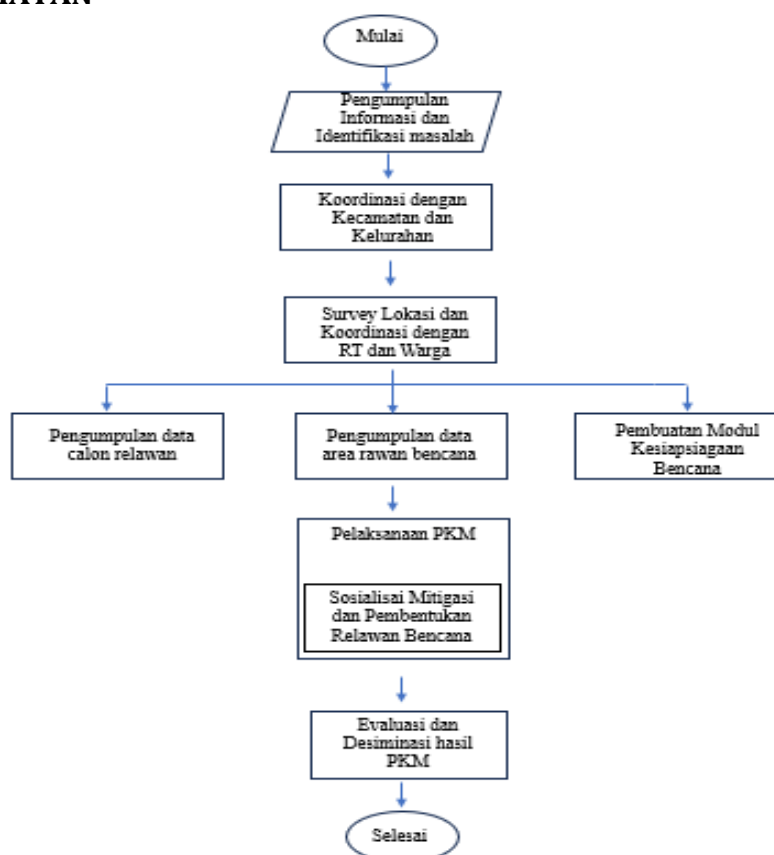 Mulai
Pengumpulan
Informasi dan
Identifikasi masalah
Koordinasi dengan
Kecamatan dan
Kelurahan
Survey Lokasi dan
Koordinasi dengan
RT dan Warga
Pengumpulan data
calon relawan
Pengumpulan data
area rawan bencana
Pembuatan Modul
Kesiapsiagaan
Bencana
Pelaksanaan PKM
Sosialisai Mitigasi
dan Pembentukan
Relawan Bencana
Evaluasi dan
Desiminasi hasil
PKM
Selesai